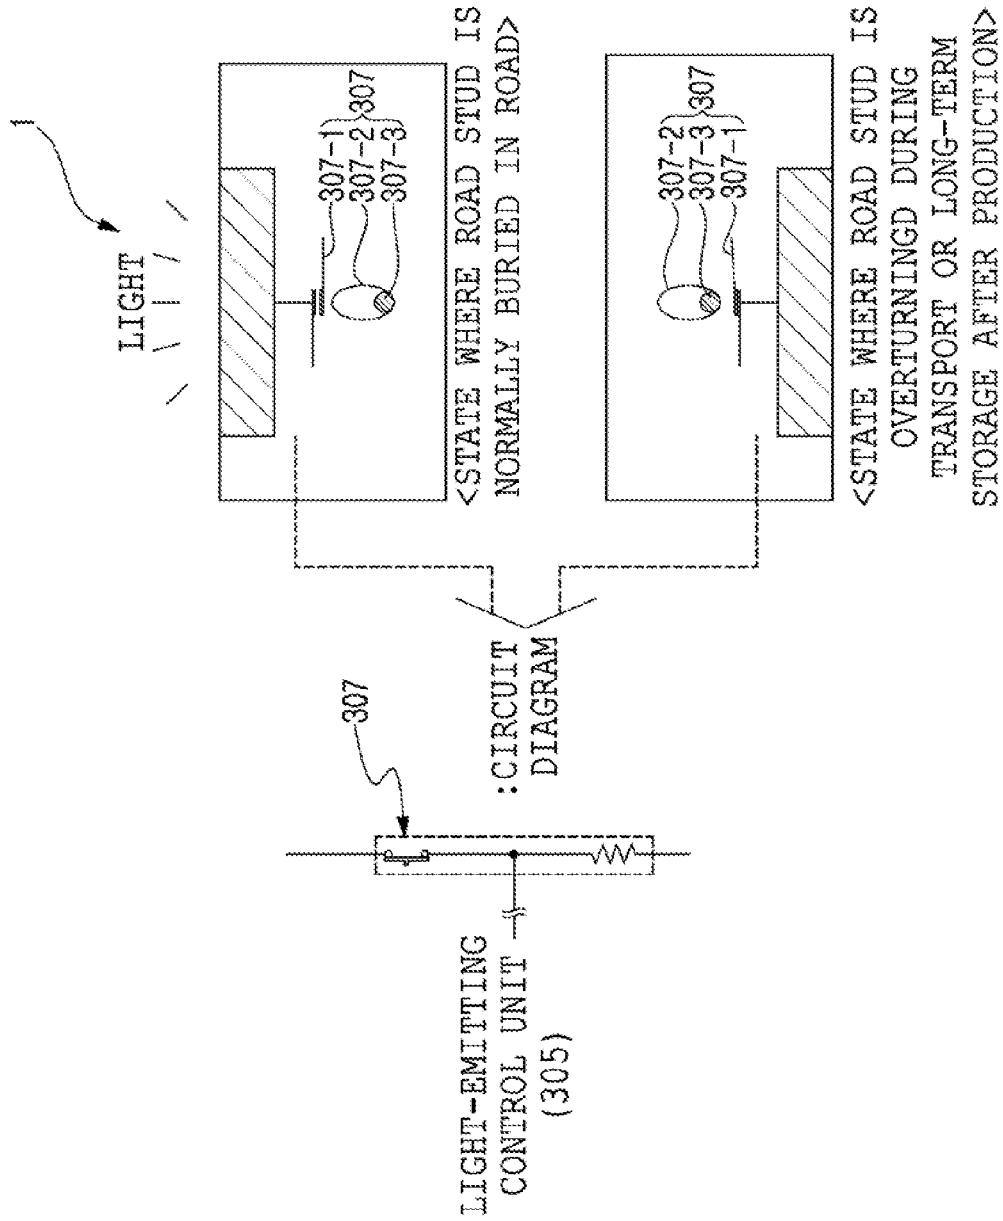 1
LIGHT
307-1
307-2
307-3
307
<STATE WHERE ROAD STUD IS
NORMALLY BURIED IN ROAD>
307-2
307-3
307-1
307
<STATE WHERE ROAD STUD IS
OVERTURNINGD DURING
TRANSPORT OR LONG-TERM
STORAGE AFTER PRODUCTION>
:CIRCUIT
DIAGRAM
307
LIGHT-EMITTING
CONTROL UNIT
(305)